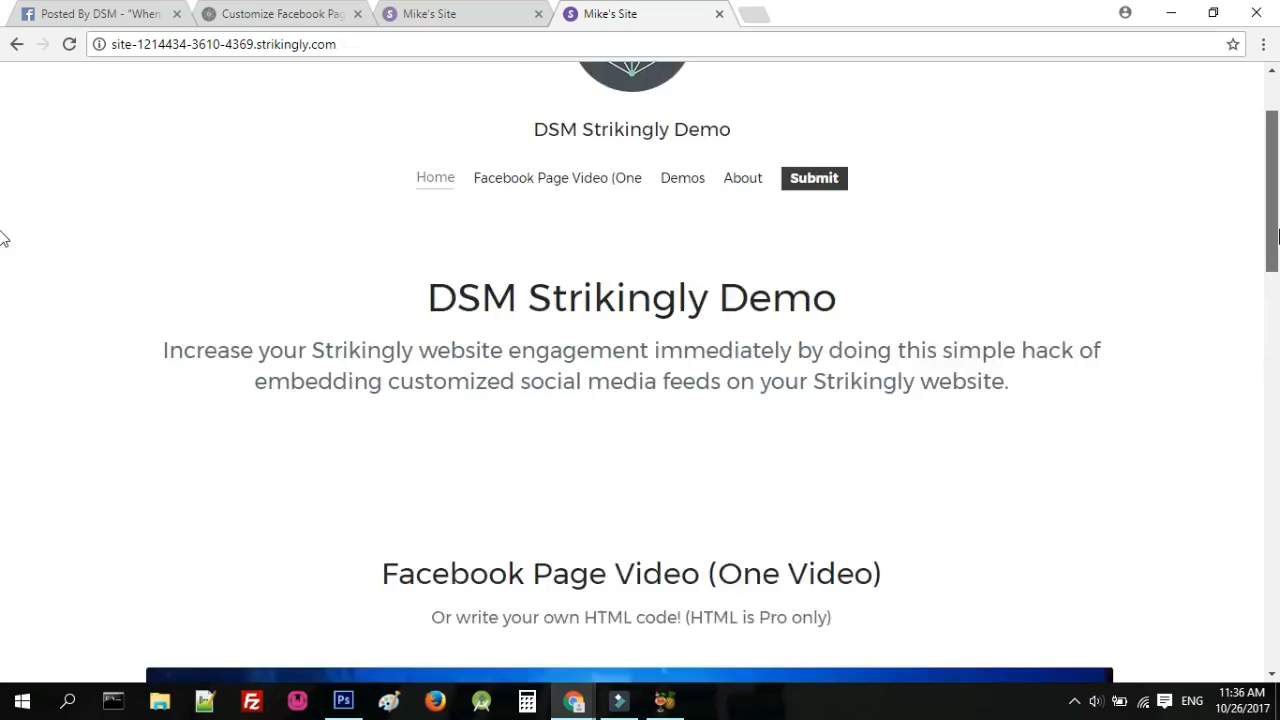 Posted By DSM - "When
Customize Facebook Pag
Mike's Site
Mike's Site
site-1214434-3610-4369.strikingly.com
DSM Strikingly Demo
Home
Facebook Page Video (One
Demos
About
Submit
DSM Strikingly Demo
Increase your Strikingly website engagement immediately by doing this simple hack of
embedding customized social media feeds on your Strikingly website.
Facebook Page Video (One Video)
Or write your own HTML code! (HTML is Pro only)
Ps
Fz
ENG
11:36 AM
10/26/2017